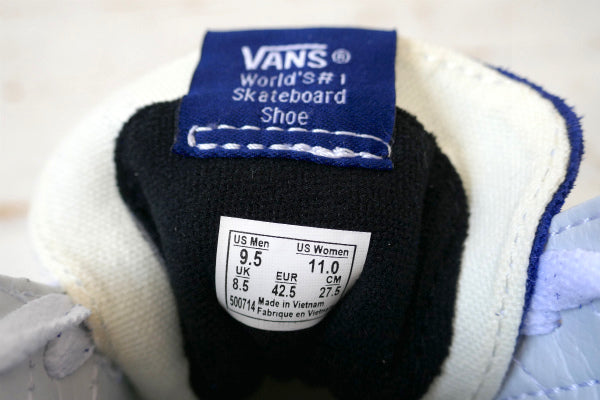 VANS®
World'S#1
Skateboard
Shoe
US Men US Women
9.5 11.0
UK EUR CM
8.5 42.5 27.5
500714 Made in Vietnam
Fabrique en Vietnam